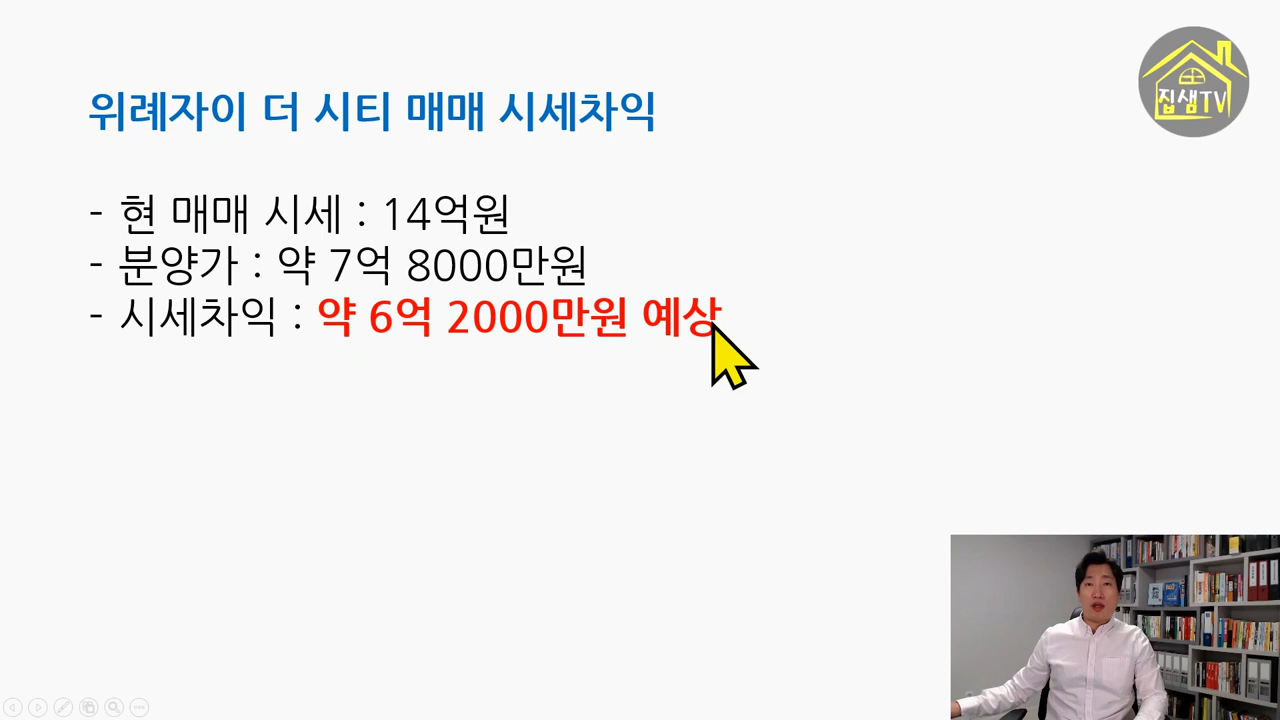 위례자이 더 시티 매매 시세차익
집샘TV
- 현 매매 시세 : 14억원
- 분양가 : 약 7억 8000만원
- 시세차익 : 약 6억 2000만원 예상